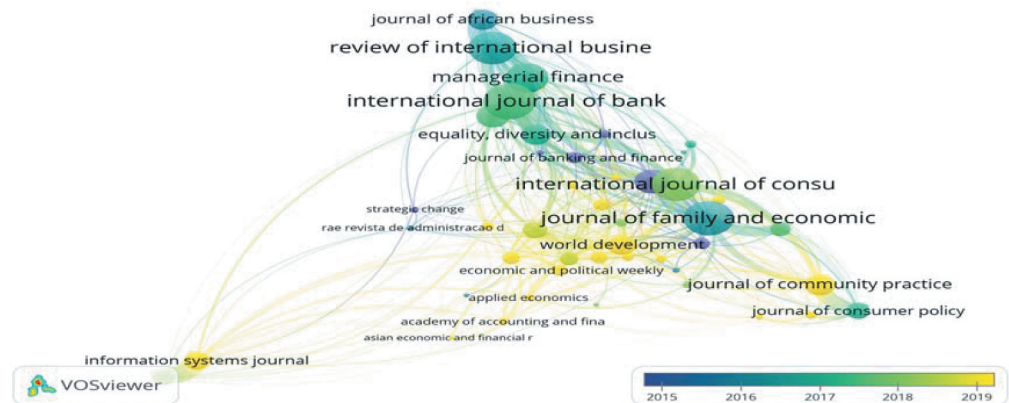 journal of african business
review of international busine
managerial finance
international journal of bank
equality, diversity and inclus
journal of banking and finance
international journal of consu
strategic change
journal of family and economic
rae revista de administracao d
world development
economic and political weekly
journal of community practice
applied economics
journal of consumer policy
academy of accounting and fina
asian economic and financial r
information systems journal
VOSviewer
2015 2016 2017 2018 2019